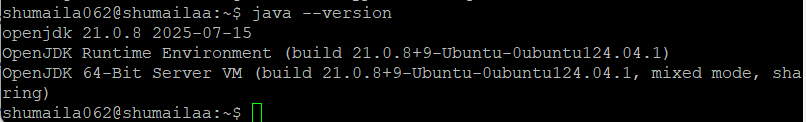 shumaila062@shumailaa:~$ java --version
openjdk 21.0.8 2025-07-15
OpenJDK Runtime Environment (build 21.0.8+9-Ubuntu-0ubuntu124.04.1)
OpenJDK 64-Bit Server VM (build 21.0.8+9-Ubuntu-0ubuntu124.04.1, mixed mode, sha
ring)
shumaila062@shumailaa:~$